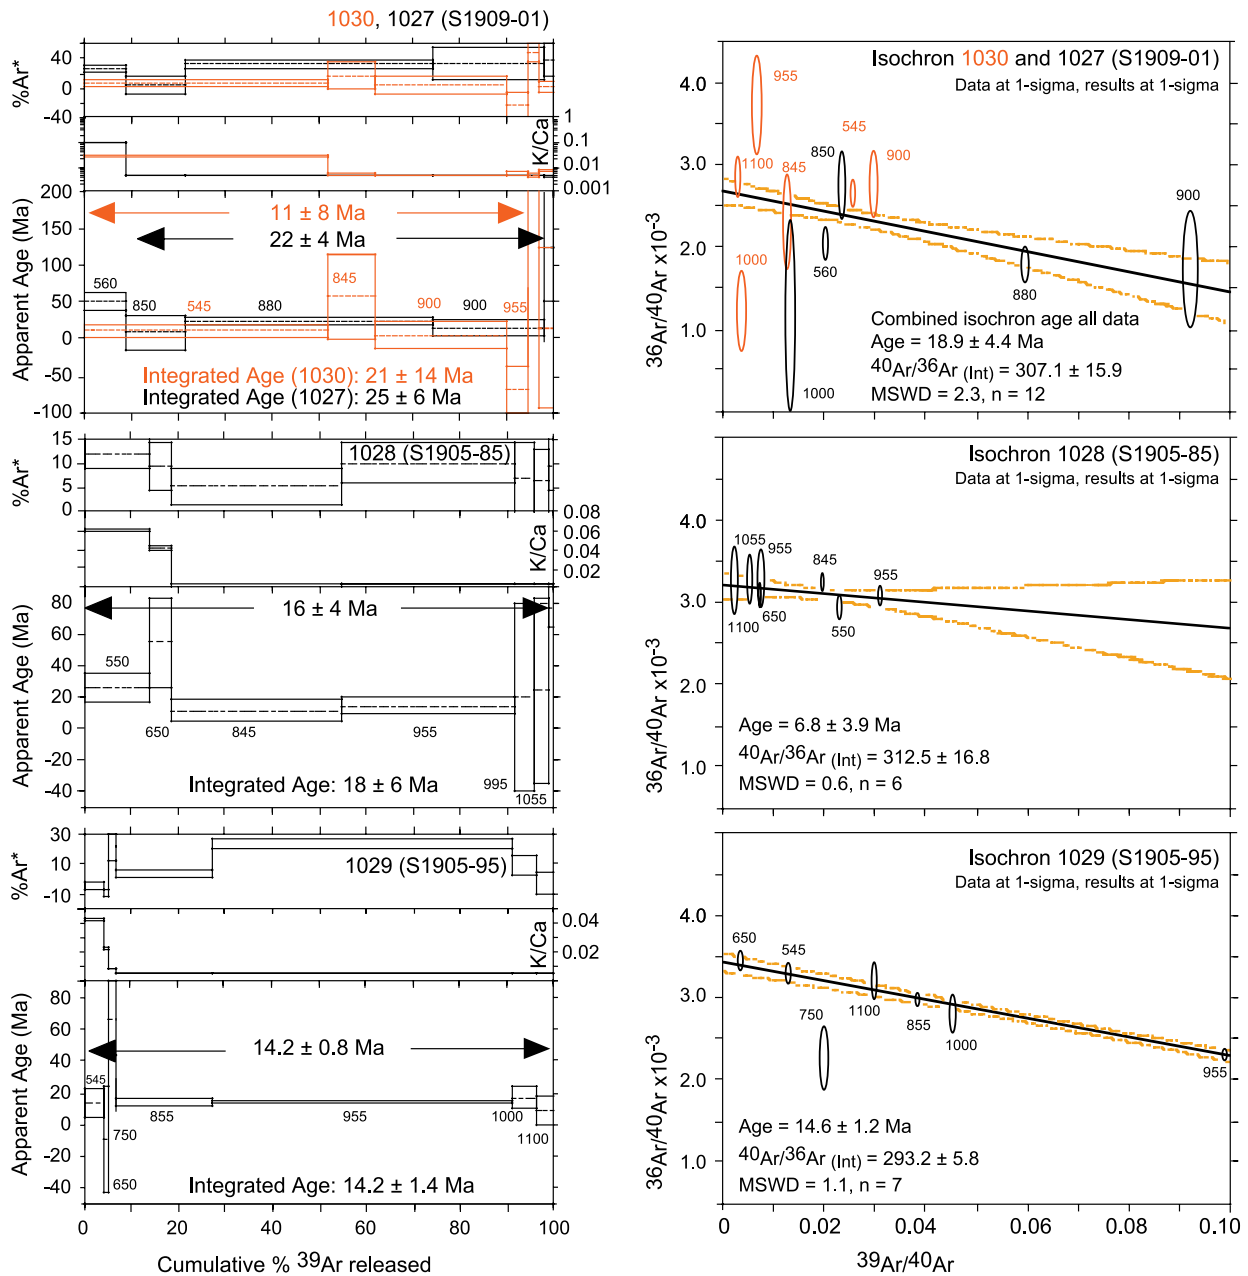 1030, 1027 (S1909-01)
%Ar*
40
0
-40
K/Ca
1
0.1
0.01
0.001
Apparent Age (Ma)
200
150
100
50
0
-50
-100
11 ± 8 Ma
22 ± 4 Ma
560
850
545
880
845
900
900
955
Integrated Age (1030): 21 ± 14 Ma
Integrated Age (1027): 25 ± 6 Ma
%Ar*
15
10
5
0
1028 (S1905-85)
K/Ca
0.08
0.06
0.04
0.02
Apparent Age (Ma)
80
60
40
20
0
-20
-40
16 ± 4 Ma
550
650
845
955
995
1055
Integrated Age: 18 ± 6 Ma
%Ar*
30
10
-10
1029 (S1905-95)
K/Ca
0.04
0.02
Apparent Age (Ma)
80
60
40
20
0
-20
-40
14.2 ± 0.8 Ma
545
750
650
855
955
1000
1100
Integrated Age: 14.2 ± 1.4 Ma
0 20 40 60 80 100
Cumulative % 39Ar released
Isochron 1030 and 1027 (S1909-01)
Data at 1-sigma, results at 1-sigma
36Ar/40Ar x10-3
4.0
3.0
2.0
1.0
955
1100
845
850
545
900
900
1000
560
880
1000
Combined isochron age all data
Age = 18.9 ± 4.4 Ma
40Ar/36Ar (Int) = 307.1 ± 15.9
MSWD = 2.3, n = 12
Isochron 1028 (S1905-85)
Data at 1-sigma, results at 1-sigma
36Ar/40Ar x10-3
4.0
3.0
2.0
1.0
1055
955
845
955
1100
650
550
Age = 6.8 ± 3.9 Ma
40Ar/36Ar (Int) = 312.5 ± 16.8
MSWD = 0.6, n = 6
Isochron 1029 (S1905-95)
Data at 1-sigma, results at 1-sigma
36Ar/40Ar x10-3
4.0
3.0
2.0
1.0
650
545
750
1100
855
1000
955
Age = 14.6 ± 1.2 Ma
40Ar/36Ar (Int) = 293.2 ± 5.8
MSWD = 1.1, n = 7
0 0.02 0.04 0.06 0.08 0.10
39Ar/40Ar